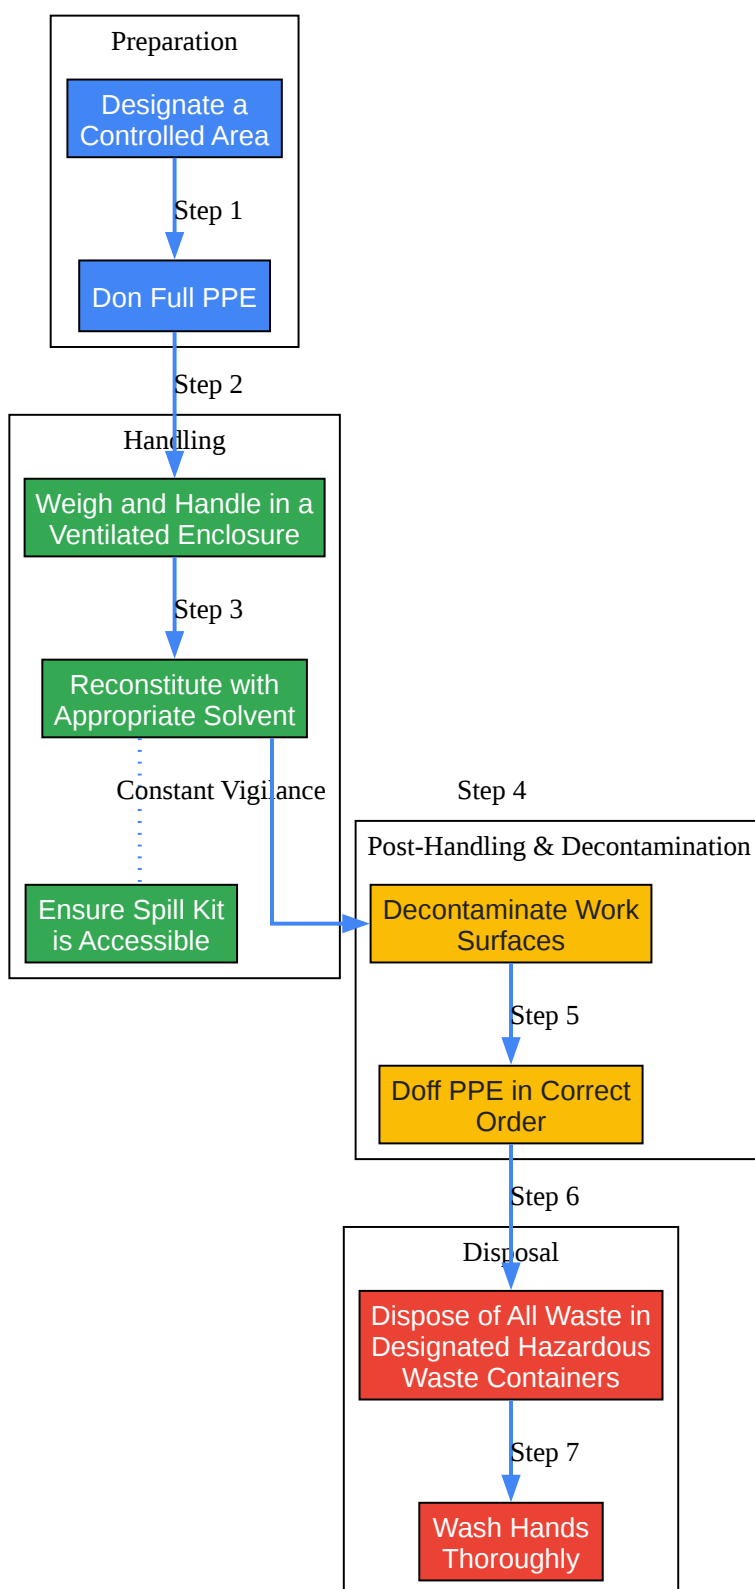 Preparation
Designate a
Controlled Area
Step 1
Don Full PPE
Step 2
Handling
Weigh and Handle in a
Ventilated Enclosure
Step 3
Reconstitute with
Appropriate Solvent
Constant Vigilance
Step 4
Ensure Spill Kit
is Accessible
Post-Handling & Decontamination
Decontaminate Work
Surfaces
Step 5
Doff PPE in Correct
Order
Step 6
Disposal
Dispose of All Waste in
Designated Hazardous
Waste Containers
Step 7
Wash Hands
Thoroughly